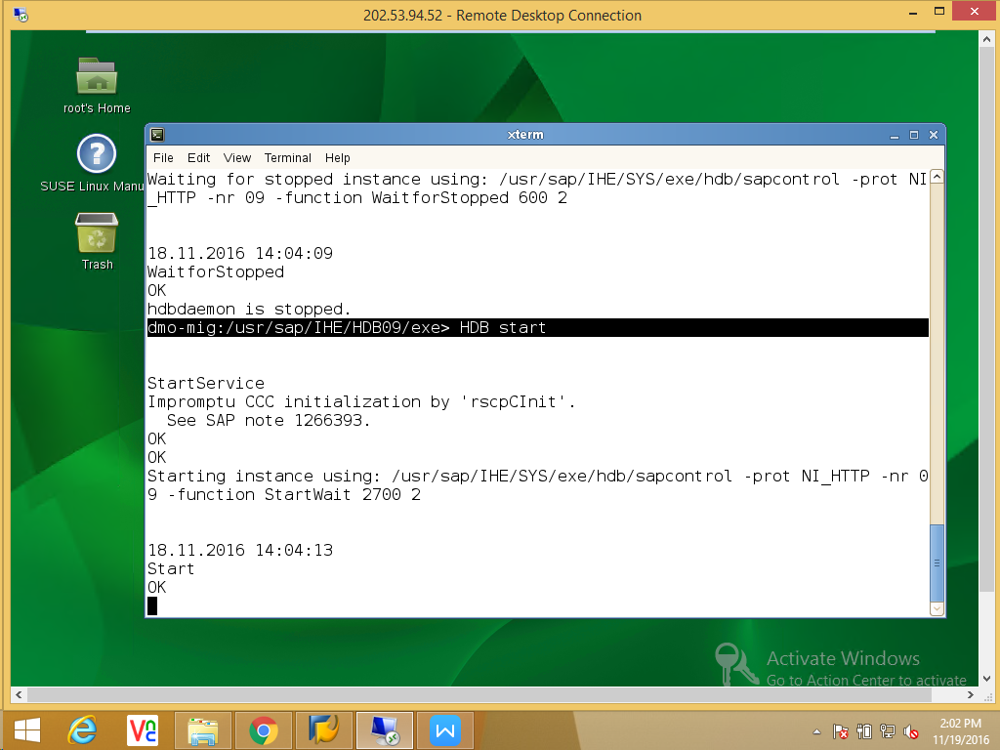 202.53.94.52 - Remote Desktop Connection
root's Home
SUSE Linux Manu
Trash
xterm
File Edit View Terminal Help
Waiting for stopped instance using: /usr/sap/IHE/SYS/exe/hdb/sapcontrol -prot NI
_HTTP -nr 09 -function WaitforStopped 600 2
18.11.2016 14:04:09
WaitforStopped
OK
hdbdaemon is stopped.
dmo-mig:/usr/sap/IHE/HDB09/exe> HDB start
StartService
Impromptu CCC initialization by 'rscpCInit'.
See SAP note 1266393.
OK
OK
Starting instance using: /usr/sap/IHE/SYS/exe/hdb/sapcontrol -prot NI_HTTP -nr 0
9 -function StartWait 2700 2
18.11.2016 14:04:13
Start
OK
Activate Windows
Go to Action Center to activate
VNC
W
2:02 PM
11/19/2016